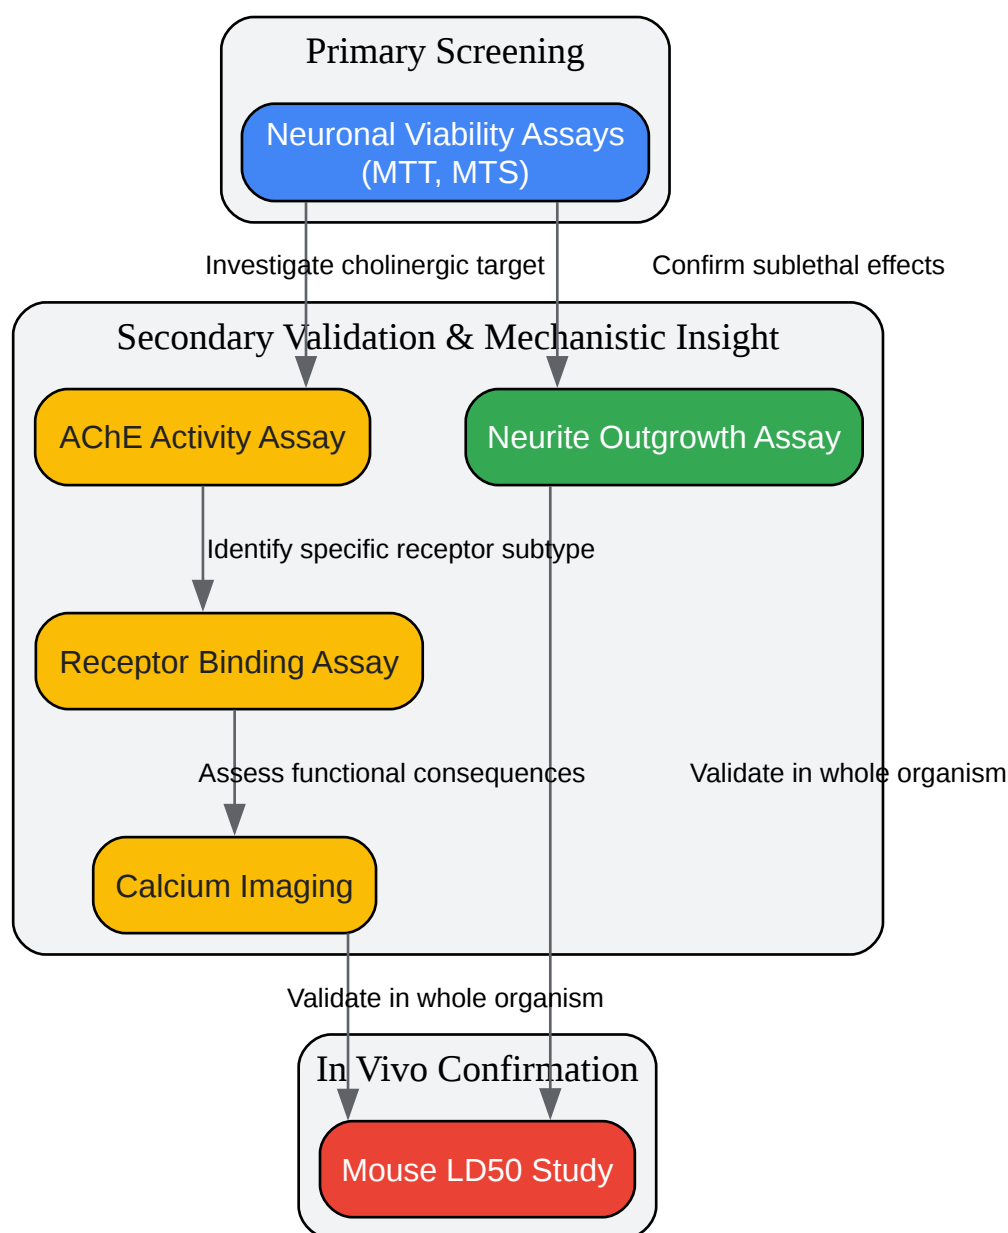 Primary Screening
Neuronal Viability Assays
(MTT, MTS)
Investigate cholinergic target
Confirm sublethal effects
Secondary Validation & Mechanistic Insight
AChE Activity Assay
Neurite Outgrowth Assay
Identify specific receptor subtype
Receptor Binding Assay
Assess functional consequences
Validate in whole organism
Calcium Imaging
Validate in whole organism
In Vivo Confirmation
Mouse LD50 Study